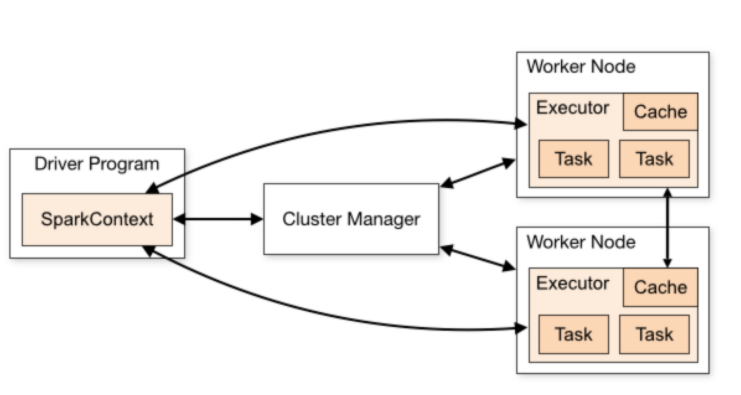 Driver Program
SparkContext
Cluster Manager
Worker Node
Executor
Cache
Task
Task
Worker Node
Executor
Cache
Task
Task